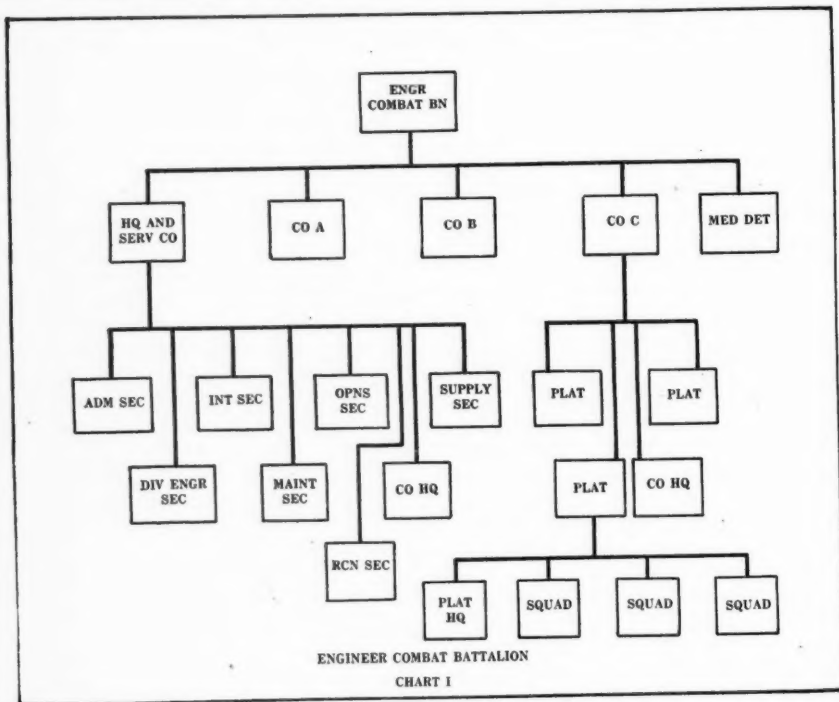 ENGR
COMBAT BN
HQ AND
SERV CO
CO A
CO B
CO C
MED DET
ADM SEC
INT SEC
OPNS
SEC
SUPPLY
SEC
PLAT
PLAT
DIV ENGR
SEC
MAINT
SEC
CO HQ
PLAT
CO HQ
RCN SEC
PLAT
HQ
SQUAD
SQUAD
SQUAD
ENGINEER COMBAT BATTALION
CHART I